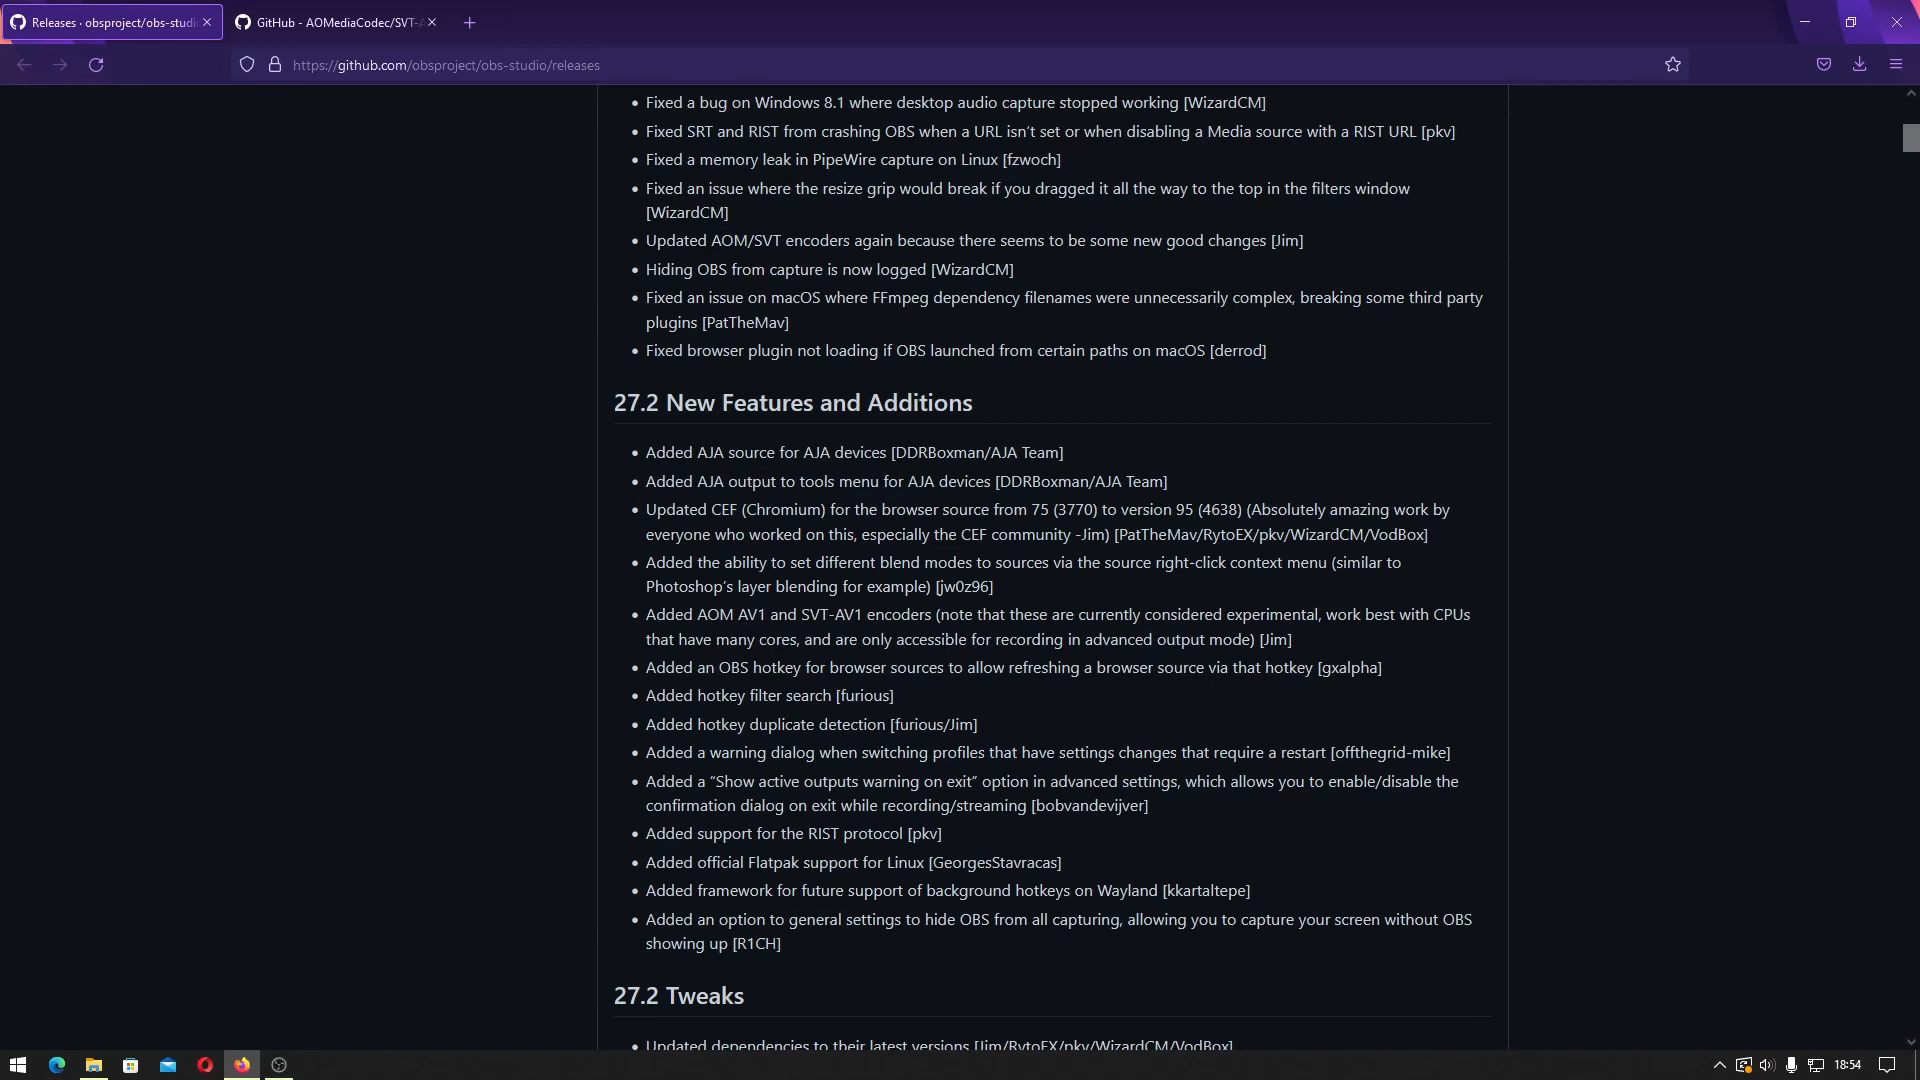 Releases · obsproject/obs-studi
GitHub - AOMediaCodec/SVT-A
https://github.com/obsproject/obs-studio/releases
• Fixed a bug on Windows 8.1 where desktop audio capture stopped working [WizardCM]
• Fixed SRT and RIST from crashing OBS when a URL isn’t set or when disabling a Media source with a RIST URL [pkv]
• Fixed a memory leak in PipeWire capture on Linux [fzwoch]
• Fixed an issue where the resize grip would break if you dragged it all the way to the top in the filters window
[WizardCM]
• Updated AOM/SVT encoders again because there seems to be some new good changes [Jim]
• Hiding OBS from capture is now logged [WizardCM]
• Fixed an issue on macOS where FFmpeg dependency filenames were unnecessarily complex, breaking some third party
plugins [PatTheMav]
• Fixed browser plugin not loading if OBS launched from certain paths on macOS [derrod]
27.2 New Features and Additions
• Added AJA source for AJA devices [DDRBoxman/AJA Team]
• Added AJA output to tools menu for AJA devices [DDRBoxman/AJA Team]
• Updated CEF (Chromium) for the browser source from 75 (3770) to version 95 (4638) (Absolutely amazing work by
everyone who worked on this, especially the CEF community -Jim) [PatTheMav/RytoEX/pkv/WizardCM/VodBox]
• Added the ability to set different blend modes to sources via the source right-click context menu (similar to
Photoshop’s layer blending for example) [jw0z96]
• Added AOM AV1 and SVT-AV1 encoders (note that these are currently considered experimental, work best with CPUs
that have many cores, and are only accessible for recording in advanced output mode) [Jim]
• Added an OBS hotkey for browser sources to allow refreshing a browser source via that hotkey [gxalpha]
• Added hotkey filter search [furious]
• Added hotkey duplicate detection [furious/Jim]
• Added a warning dialog when switching profiles that have settings changes that require a restart [offthegrid-mike]
• Added a “Show active outputs warning on exit” option in advanced settings, which allows you to enable/disable the
confirmation dialog on exit while recording/streaming [bobvandevijver]
• Added support for the RIST protocol [pkv]
• Added official Flatpak support for Linux [GeorgesStavracas]
• Added framework for future support of background hotkeys on Wayland [kkartaltepe]
• Added an option to general settings to hide OBS from all capturing, allowing you to capture your screen without OBS
showing up [R1CH]
27.2 Tweaks
• Updated dependencies to their latest versions [Jim/RytoEX/pkv/WizardCM/VodBox]
18:54